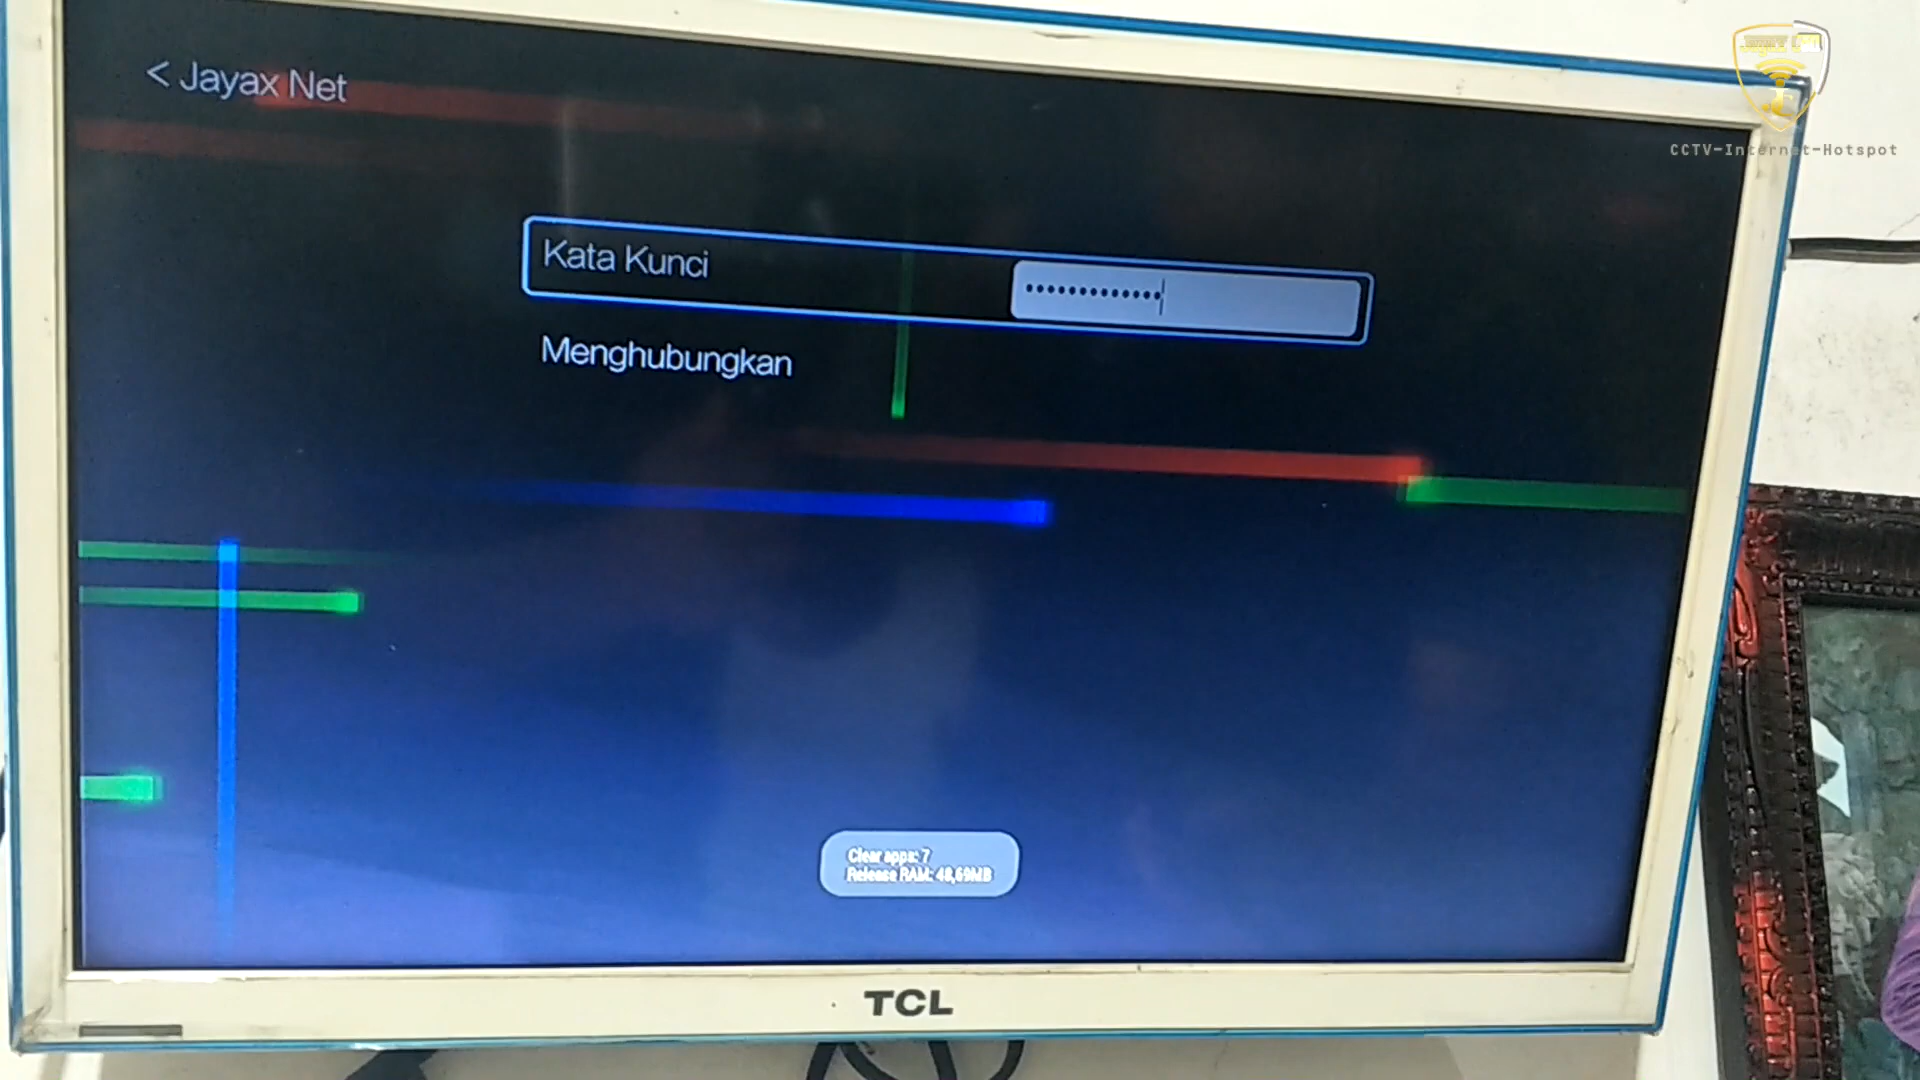 < Jayax Net
CCTV-Internet-Hotspot
Kata Kunci
•••••••••••••
Menghubungkan
Clear apps: 7
Release RAM: 48,69MB
TCL